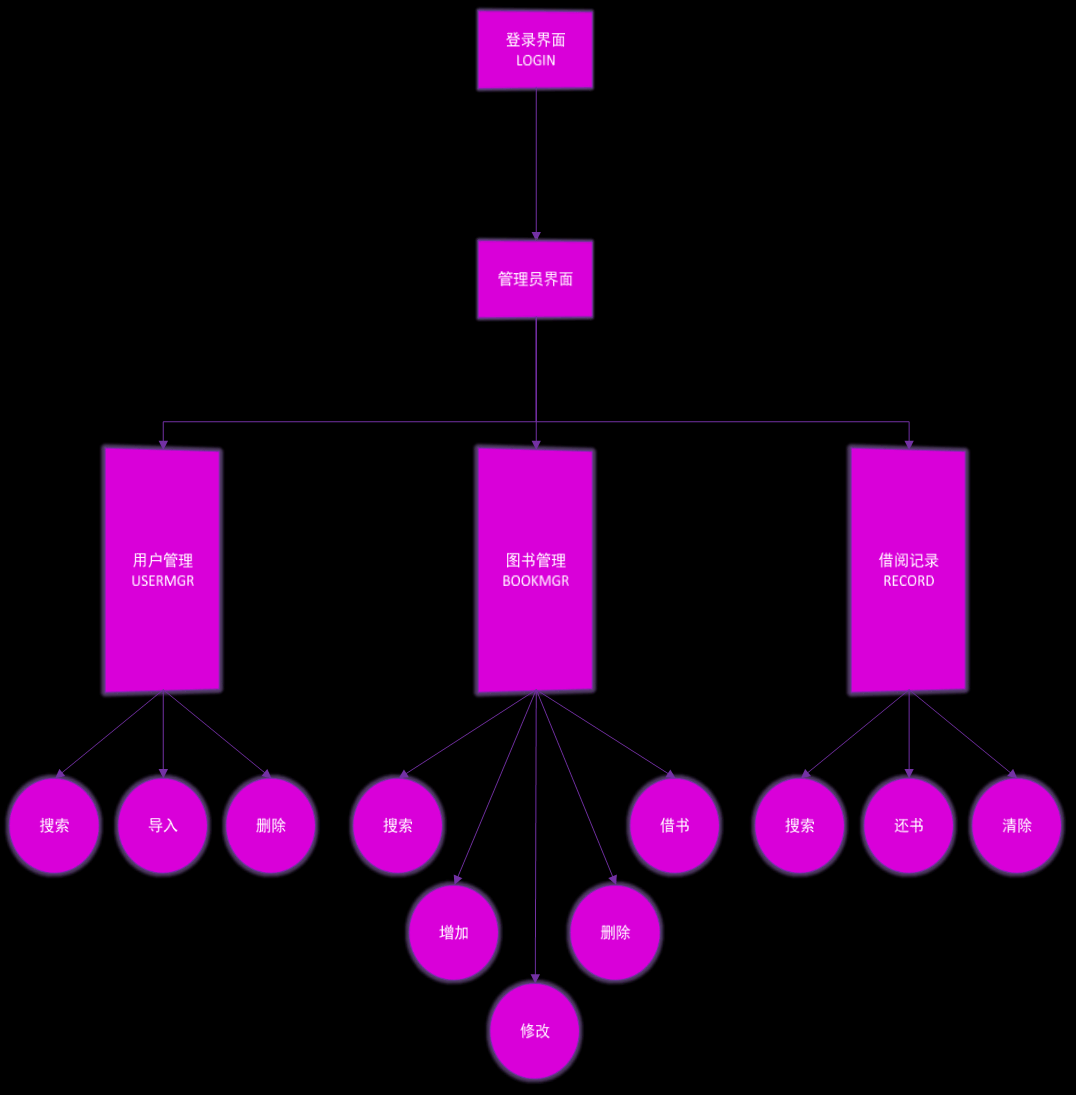 登录界面
LOGIN
管理员界面
用户管理
USERMGR
图书管理
BOOKMGR
借阅记录
RECORD
搜索
导入
删除
搜索
增加
修改
删除
借书
搜索
还书
清除